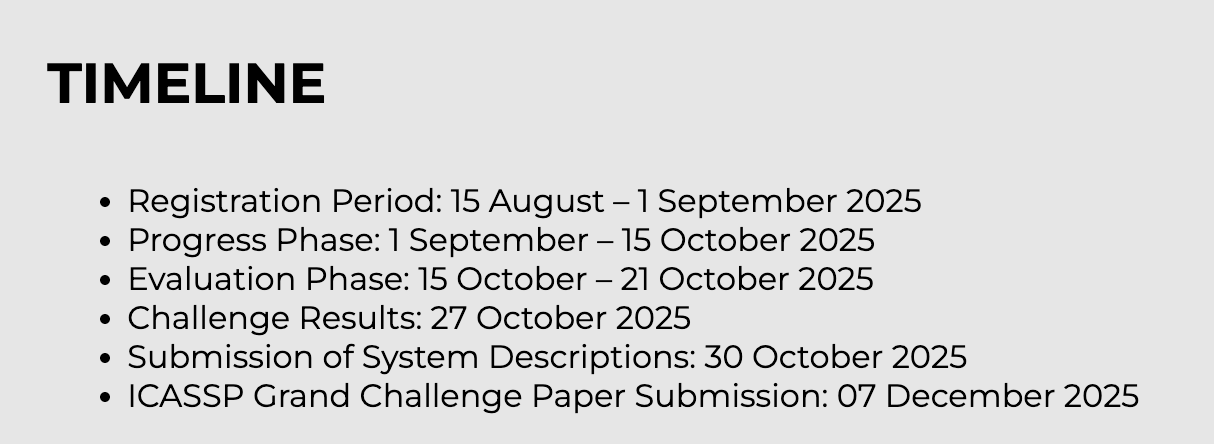 TIMELINE
• Registration Period: 15 August – 1 September 2025
• Progress Phase: 1 September – 15 October 2025
• Evaluation Phase: 15 October – 21 October 2025
• Challenge Results: 27 October 2025
• Submission of System Descriptions: 30 October 2025
• ICASSP Grand Challenge Paper Submission: 07 December 2025